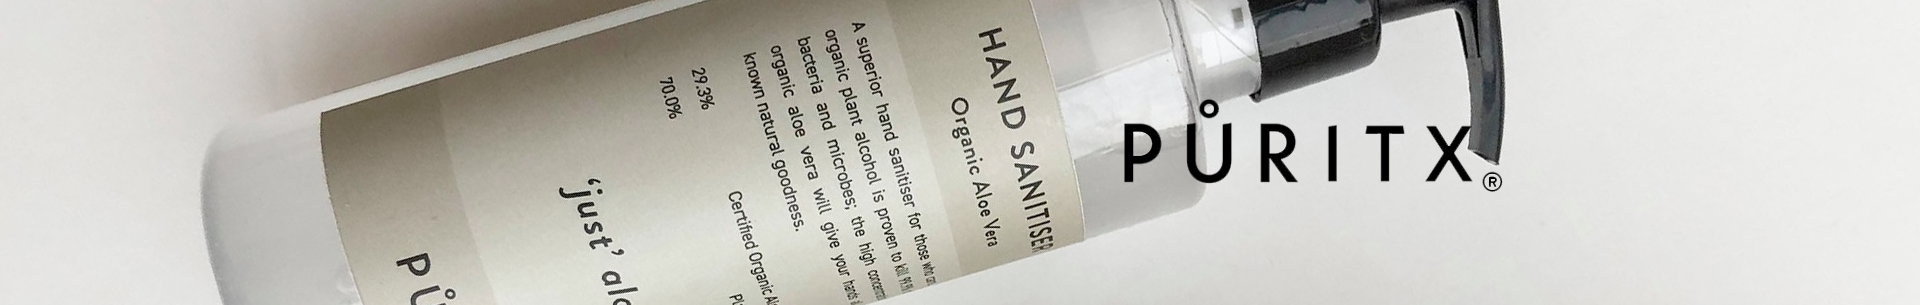 HAND SANITISER
Organic Aloe Vera
A superior hand sanitiser for those who
organic plant alcohol is proven to kill
bacteria and microbes; the high
organic aloe vera will give your hands
known natural goodness.
29.3%
70.0%
Certified Organic
'just'
PŮRITX®